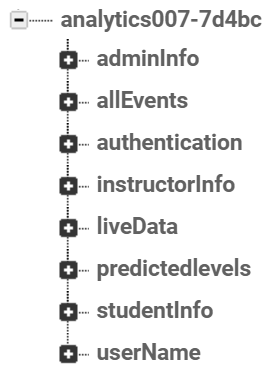 analytics007-7d4bc
adminInfo
allEvents
authentication
instructorInfo
liveData
predictedlevels
studentInfo
userName